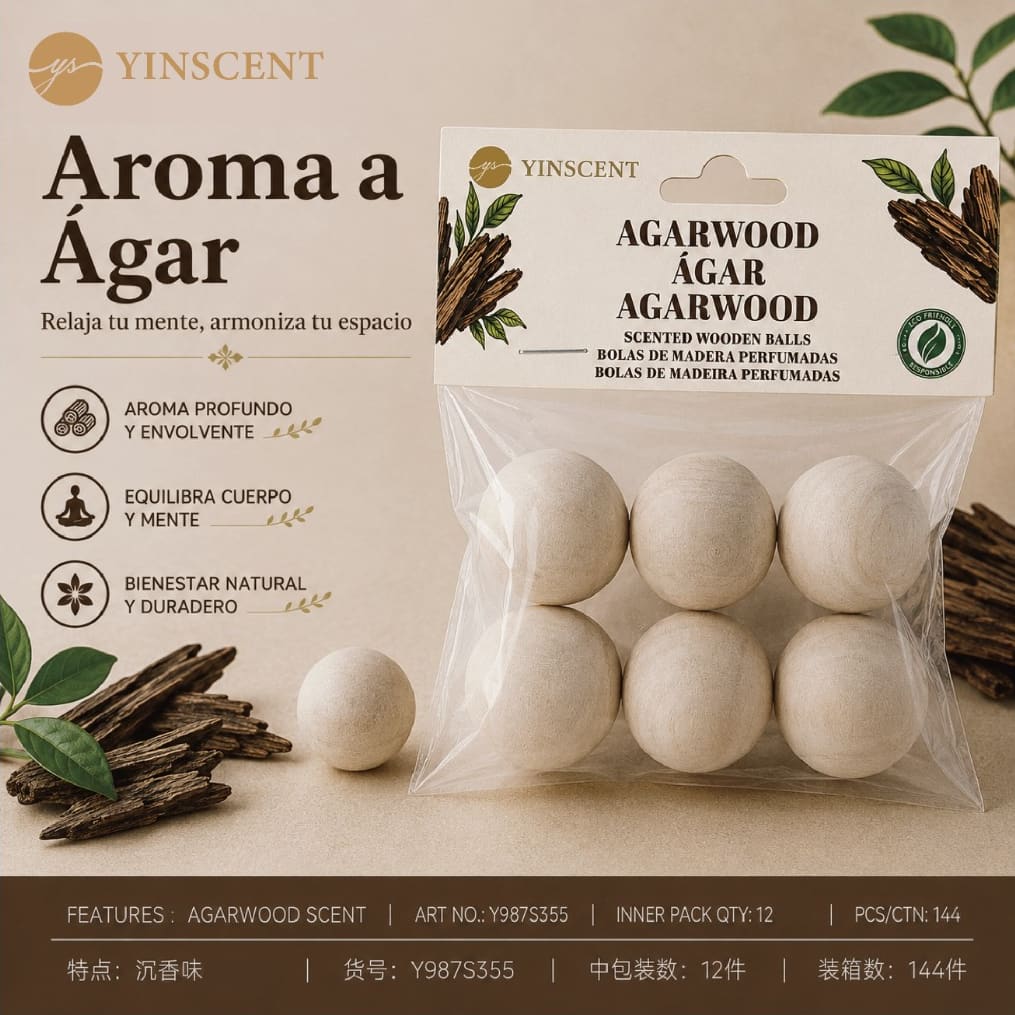 ys YINSCENT
Aroma a
Ágar
Relaja tu mente, armoniza tu espacio
AROMA PROFUNDO
Y ENVOLVENTE
EQUILIBRA CUERPO
Y MENTE
BIENESTAR NATURAL
Y DURADERO
ys YINSCENT
AGARWOOD
ÁGAR
AGARWOOD
SCENTED WOODEN BALLS
BOLAS DE MADERA PERFUMADAS
BOLAS DE MADEIRA PERFUMADAS
ECO FRIENDLY
RESPONSIBLE
FEATURES : AGARWOOD SCENT | ART NO.: Y987S355 | INNER PACK QTY: 12 | PCS/CTN: 144
特点：沉香味 | 货号：Y987S355 | 中包装数：12件 | 装箱数：144件